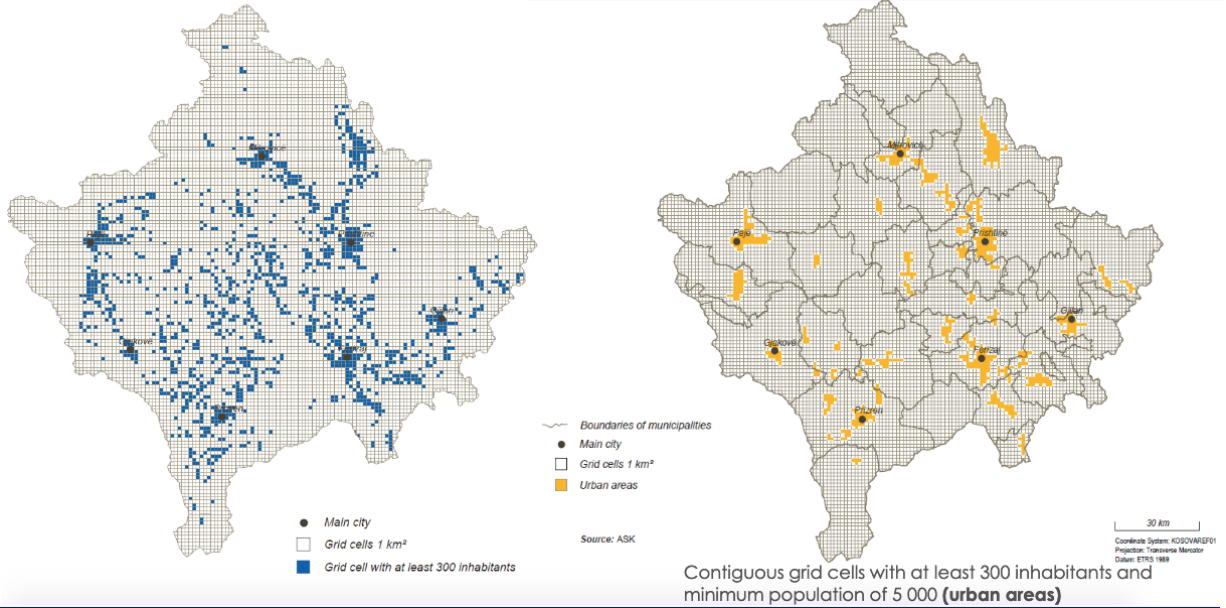 Mitrovice
Prishtine
Main city
Grid cells 1 km²
Grid cell with at least 300 inhabitants
Mitrovice
Peje
Prishtine
Gjilan
Gjakove
Ferizaj
Prizren
Boundaries of municipalities
Main city
Grid cells 1 km²
Urban areas
Source: ASK
30 km
Coordinate System: KOSOVAREF01
Projection: Transverse Mercator
Datum: ETRS 1989
Contiguous grid cells with at least 300 inhabitants and
minimum population of 5 000 (urban areas)